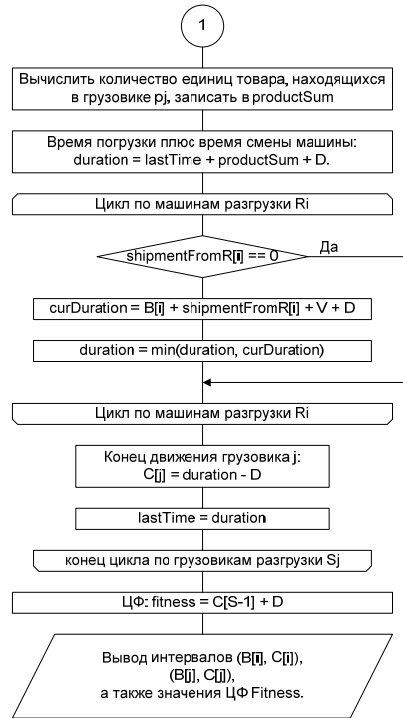 1
Вычислить количество единиц товара, находящихся
в грузовике pj, записать в productSum
Время погрузки плюс время смены машины:
duration = lastTime + productSum + D.
Цикл по машинам разгрузки Ri
shipmentFromR[i] == 0
Да
curDuration = B[i] + shipmentFromR[i] + V + D
duration = min(duration, curDuration)
Цикл по машинам разгрузки Ri
Конец движения грузовика j:
C[j] = duration - D
lastTime = duration
конец цикла по грузовикам разгрузки Sj
ЦФ: fitness = C[S-1] + D
Вывод интервалов (B[i], C[i]),
(B[j], C[j]),
а также значения ЦФ Fitness.